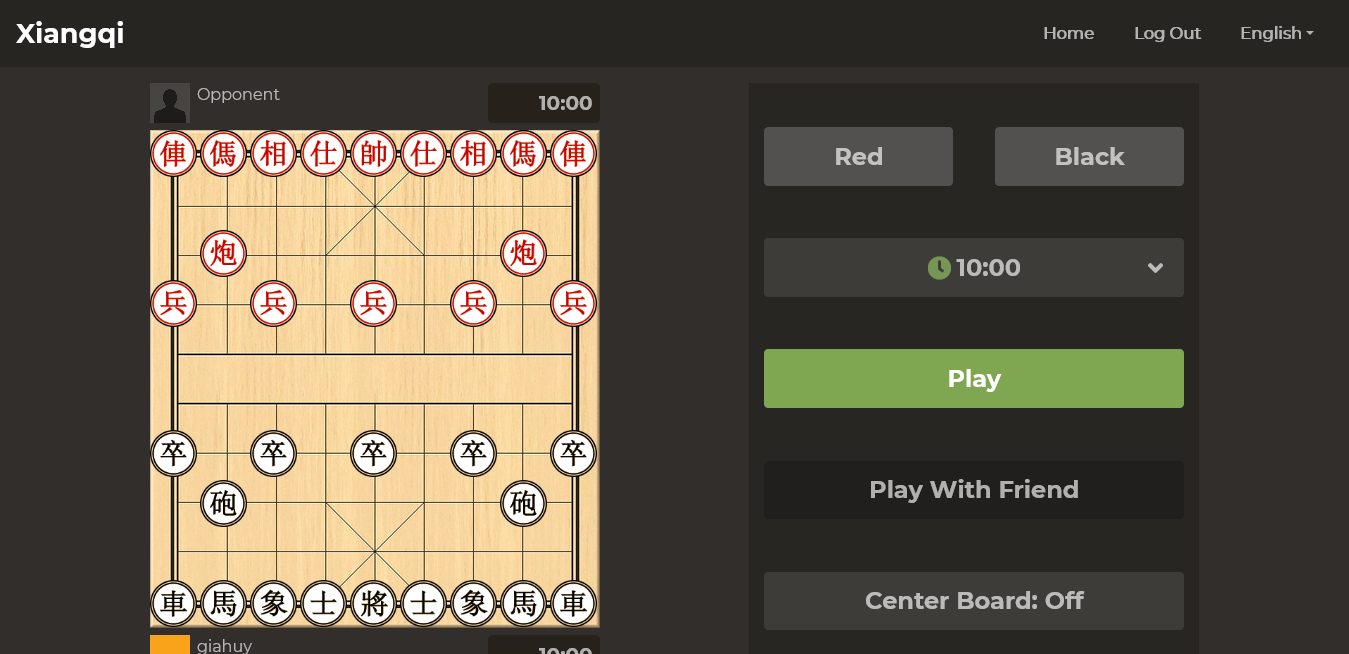 Xiangqi
Home Log Out English
Opponent 10:00
俥 傌 相 仕 帥 仕 相 傌 俥
炮 炮
兵 兵 兵 兵 兵
卒 卒 卒 卒 卒
砲 砲
車 馬 象 士 將 士 象 馬 車
giahuy 10:00
Red Black
10:00
Play
Play With Friend
Center Board: Off